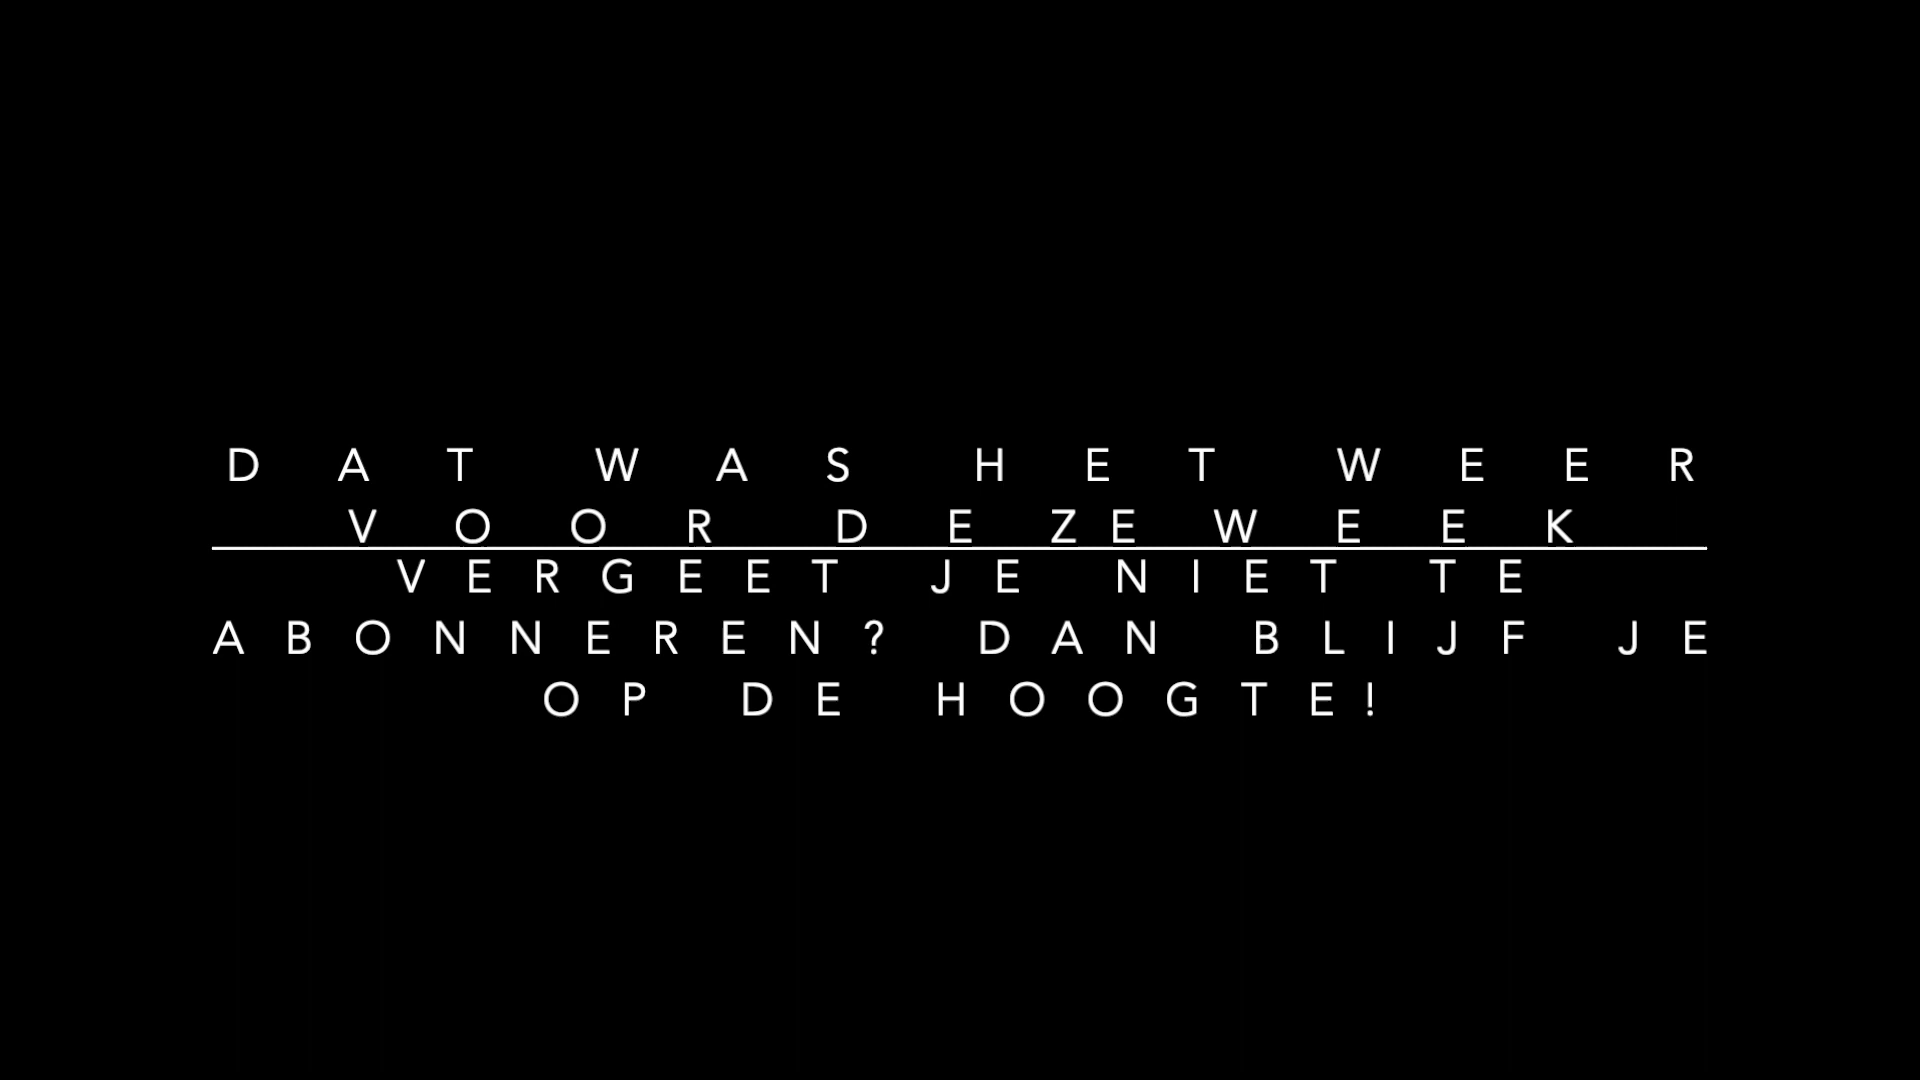 DAT WAS HET WEER
VOOR DEZE WEEK
VERGEET JE NIET TE
ABONNEREN? DAN BLIJF JE
OP DE HOOGTE!